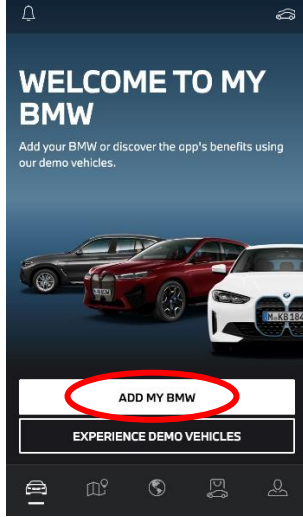 WELCOME TO MY
BMW
Add your BMW or discover the app's benefits using
our demo vehicles.
M-KB184
ADD MY BMW
EXPERIENCE DEMO VEHICLES